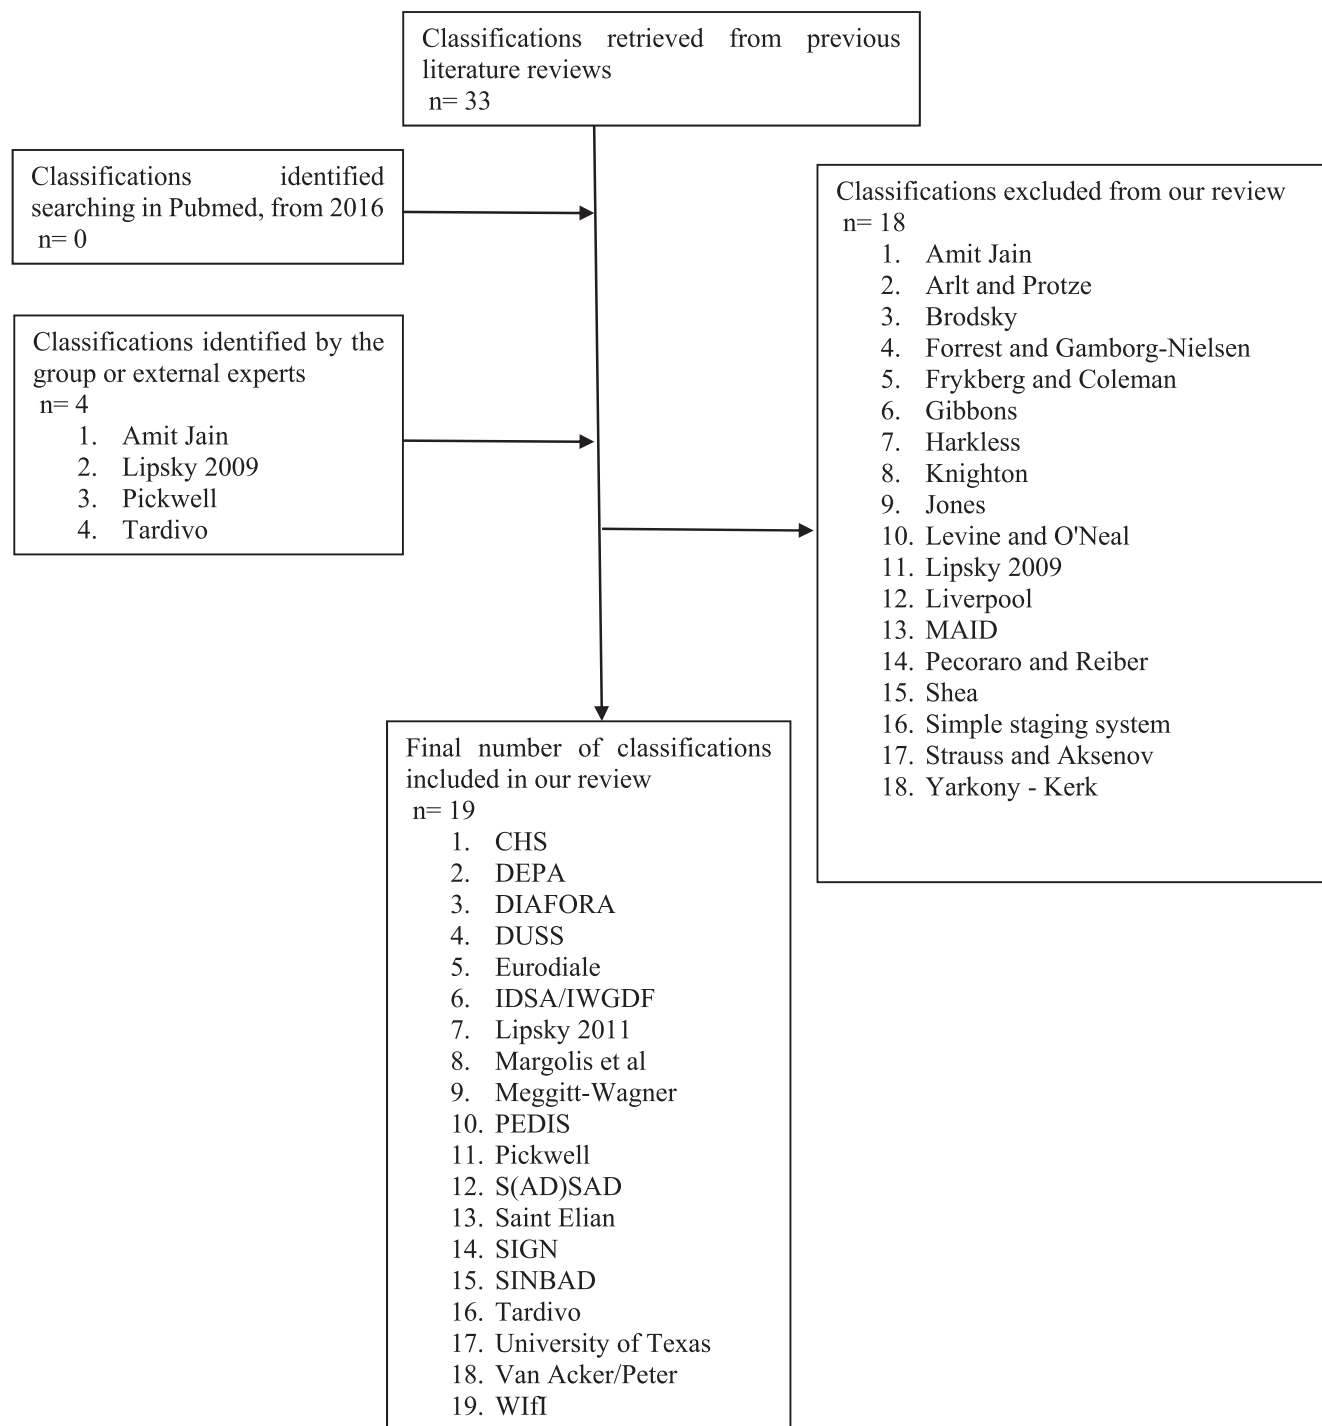 Classifications retrieved from previous
literature reviews
n= 33
Classifications identified
searching in Pubmed, from 2016
n= 0
Classifications identified by the
group or external experts
n= 4
1. Amit Jain
2. Lipsky 2009
3. Pickwell
4. Tardivo
Classifications excluded from our review
n= 18
1. Amit Jain
2. Arlt and Protze
3. Brodsky
4. Forrest and Gamborg-Nielsen
5. Frykberg and Coleman
6. Gibbons
7. Harkless
8. Knighton
9. Jones
10. Levine and O'Neal
11. Lipsky 2009
12. Liverpool
13. MAID
14. Pecoraro and Reiber
15. Shea
16. Simple staging system
17. Strauss and Aksenov
18. Yarkony - Kerk
Final number of classifications
included in our review
n= 19
1. CHS
2. DEPA
3. DIAFORA
4. DUSS
5. Eurodiale
6. IDSA/IWGDF
7. Lipsky 2011
8. Margolis et al
9. Meggitt-Wagner
10. PEDIS
11. Pickwell
12. S(AD)SAD
13. Saint Elian
14. SIGN
15. SINBAD
16. Tardivo
17. University of Texas
18. Van Acker/Peter
19. WIfI